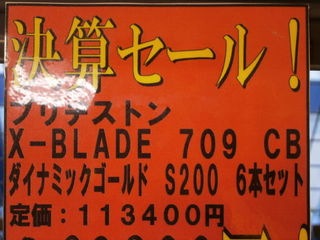 決算セール!
ブリヂストン
X-BLADE 709 CB
ダイナミックゴールド S200 6本セット
定価:113400円